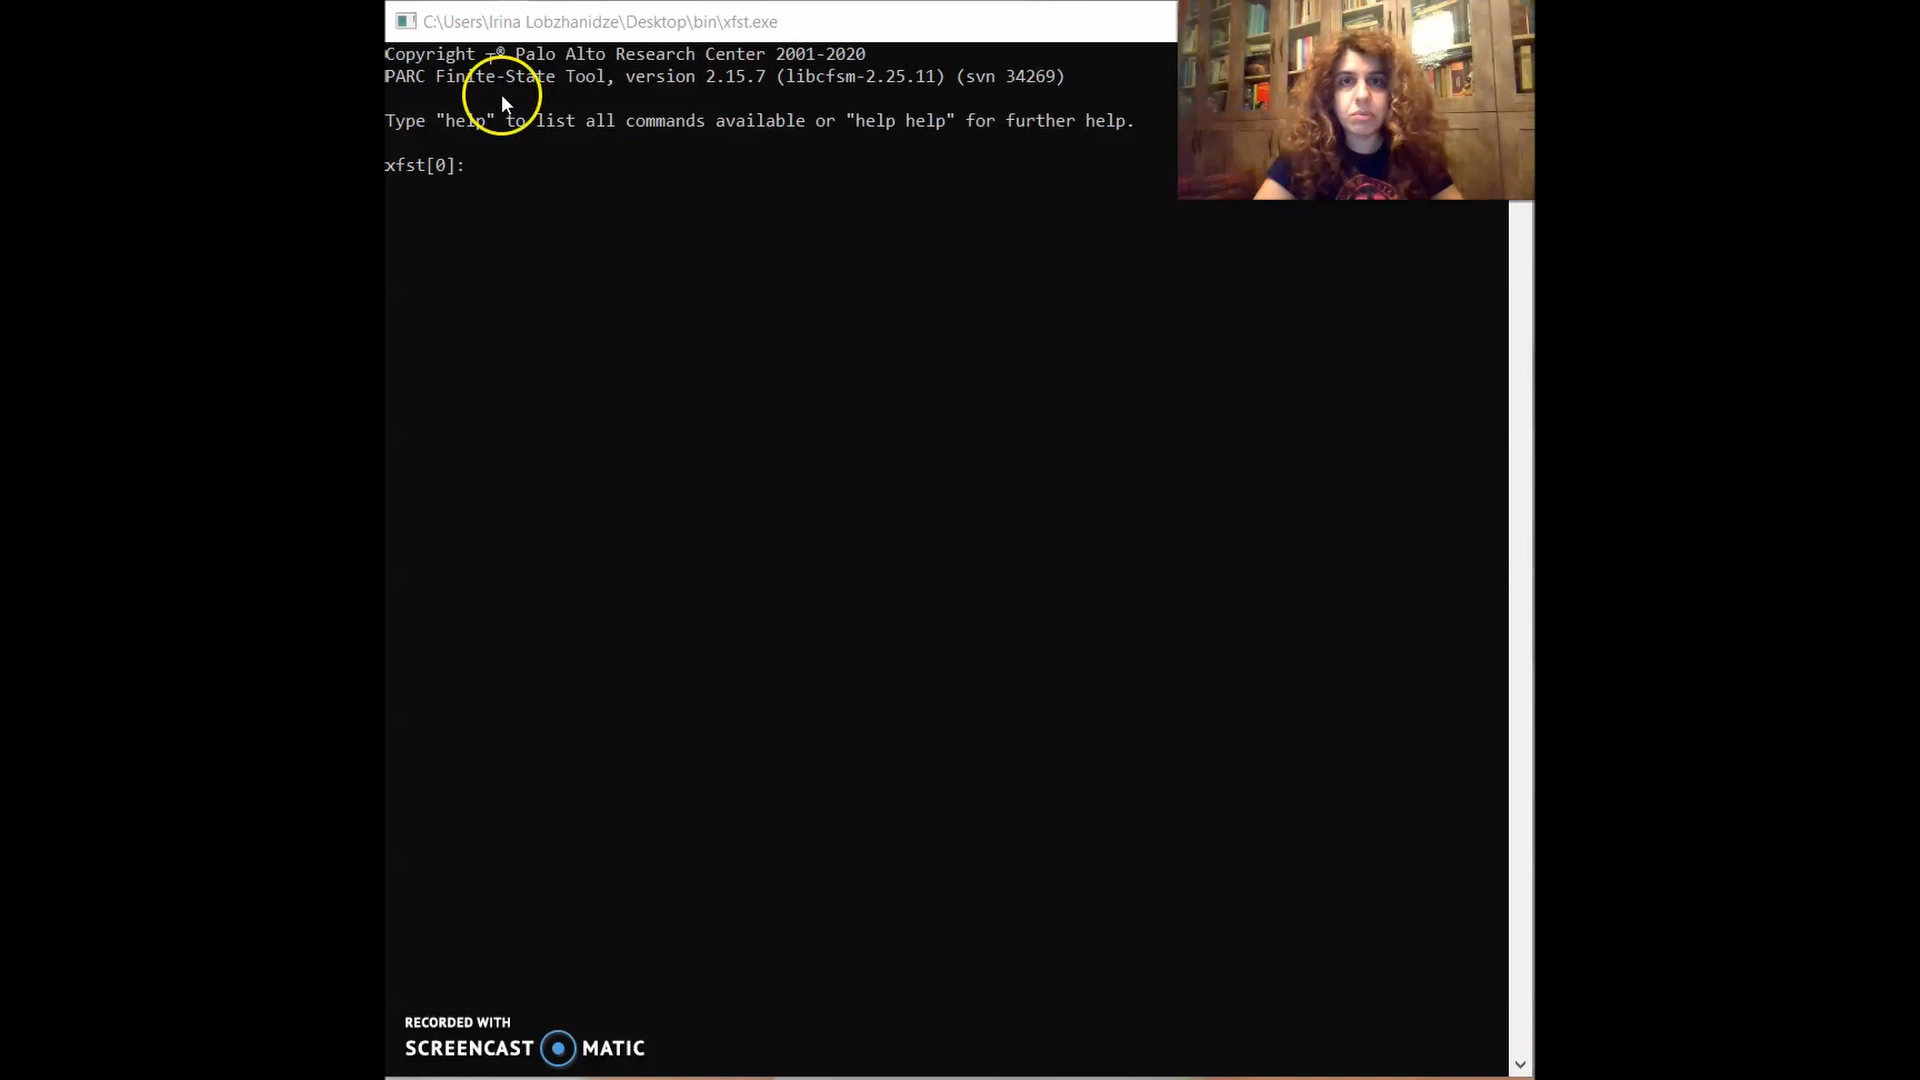 C:\Users\Irina Lobzhanidze\Desktop\bin\xfst.exe
Copyright ┬® Palo Alto Research Center 2001-2020
PARC Finite-State Tool, version 2.15.7 (libcfsm-2.25.11) (svn 34269)
Type "help" to list all commands available or "help help" for further help.
xfst[0]:
RECORDED WITH
SCREENCAST MATIC